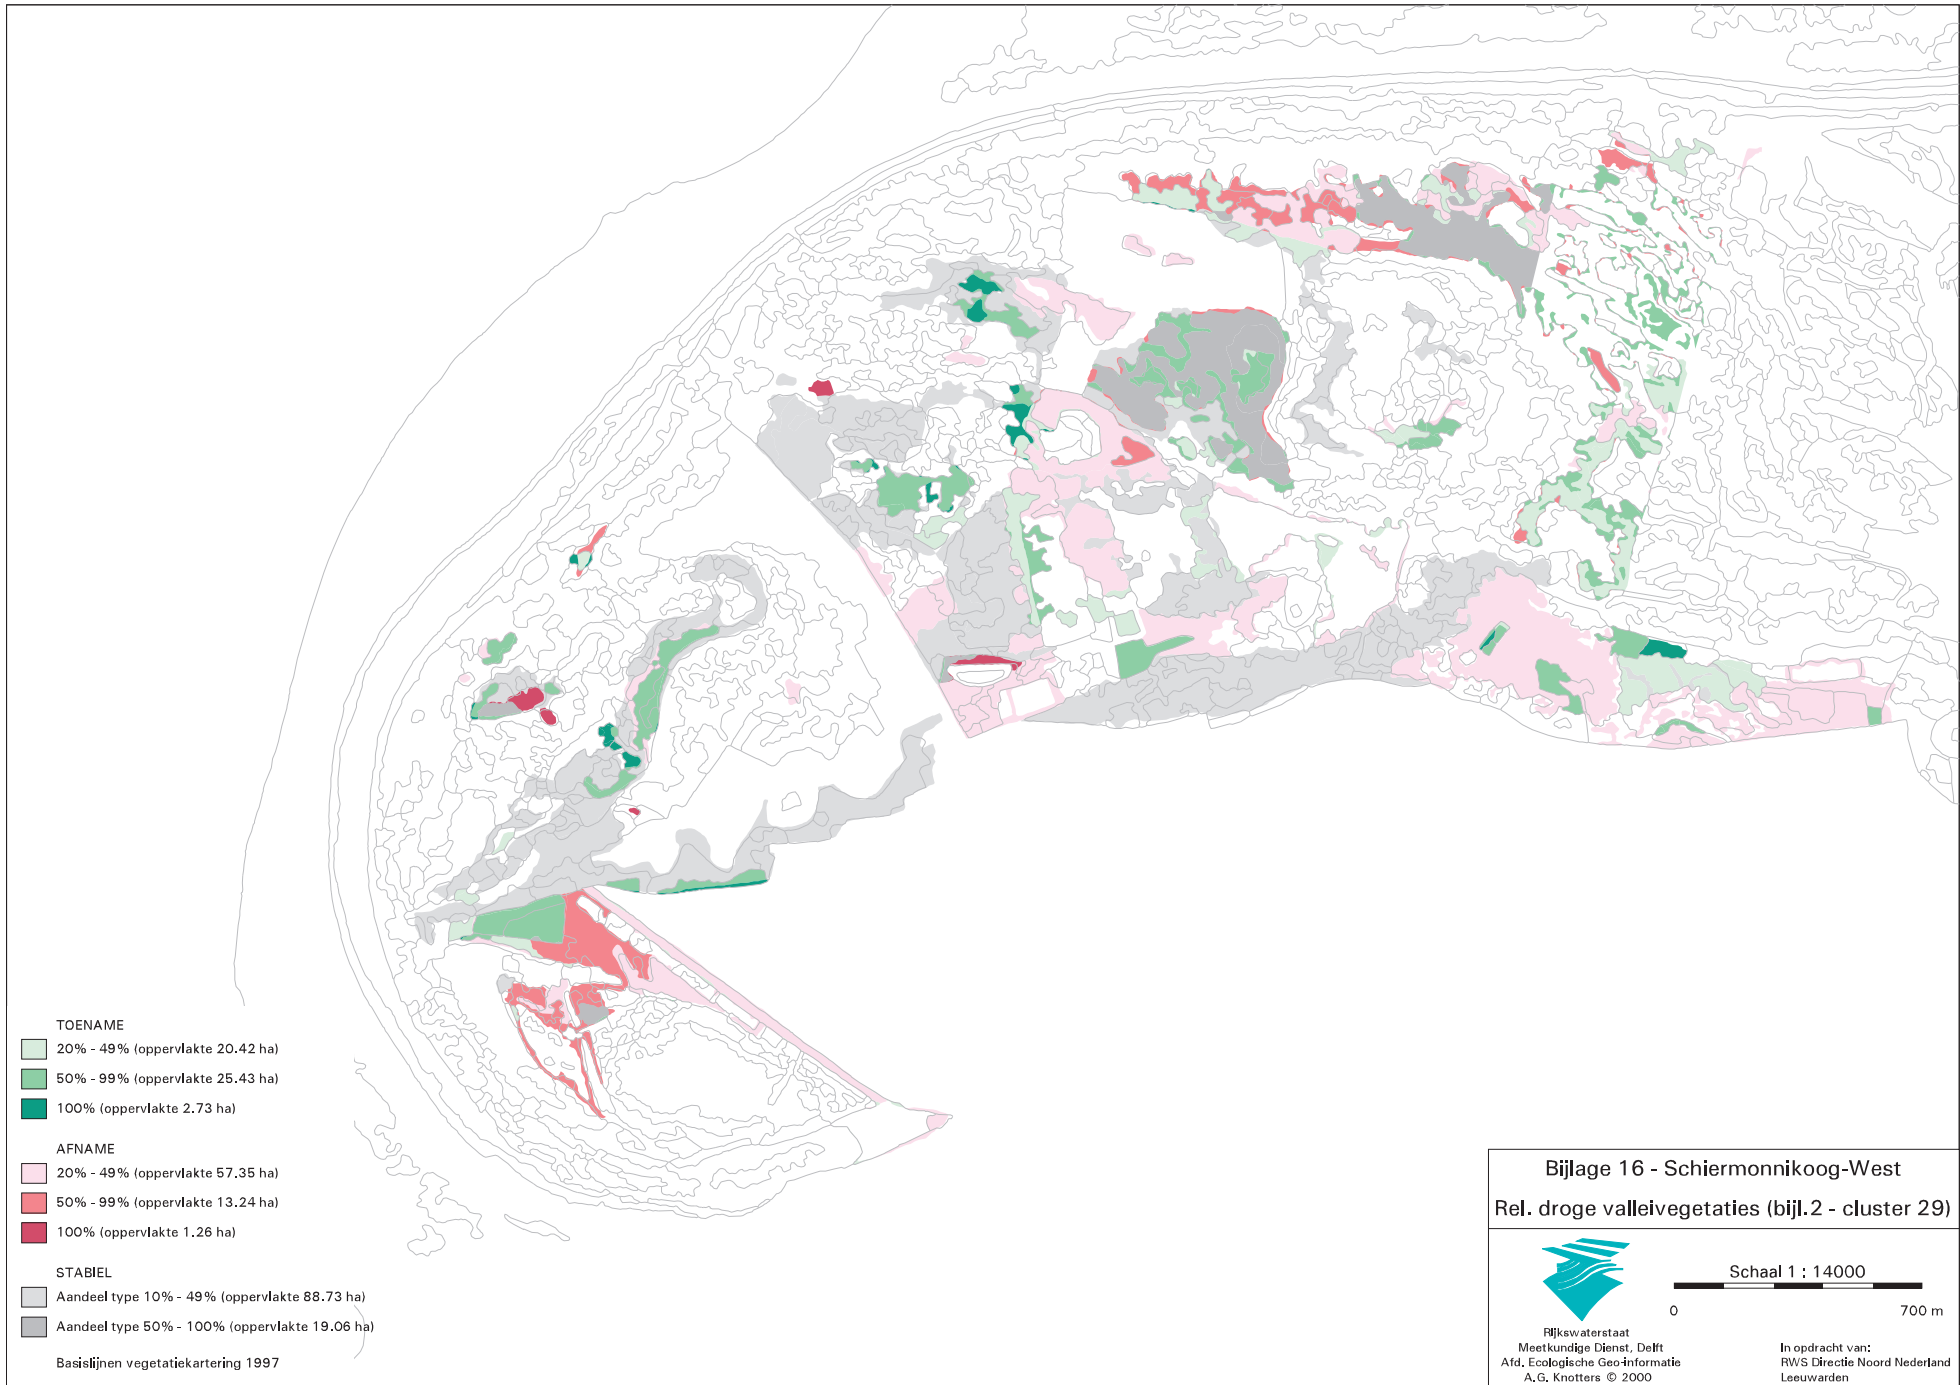 TOENAME
20% - 49% (oppervlakte 20.42 ha)
50% - 99% (oppervlakte 25.43 ha)
100% (oppervlakte 2.73 ha)
AFNAME
20% - 49% (oppervlakte 57.35 ha)
50% - 99% (oppervlakte 13.24 ha)
100% (oppervlakte 1.26 ha)
STABIEL
Aandeel type 10% - 49% (oppervlakte 88.73 ha)
Aandeel type 50% - 100% (oppervlakte 19.06 ha)
Basislijnen vegetatiekartering 1997
Bijlage 16 - Schiermonnikoog-West
Rel. droge valleivegetaties (bijl.2 - cluster 29)
Schaal 1 : 14000
0 700 m
Rijkswaterstaat
Meetkundige Dienst, Delft
Afd. Ecologische Geo-informatie
A.G. Knotters © 2000
In opdracht van:
RWS Directie Noord Nederland
Leeuwarden